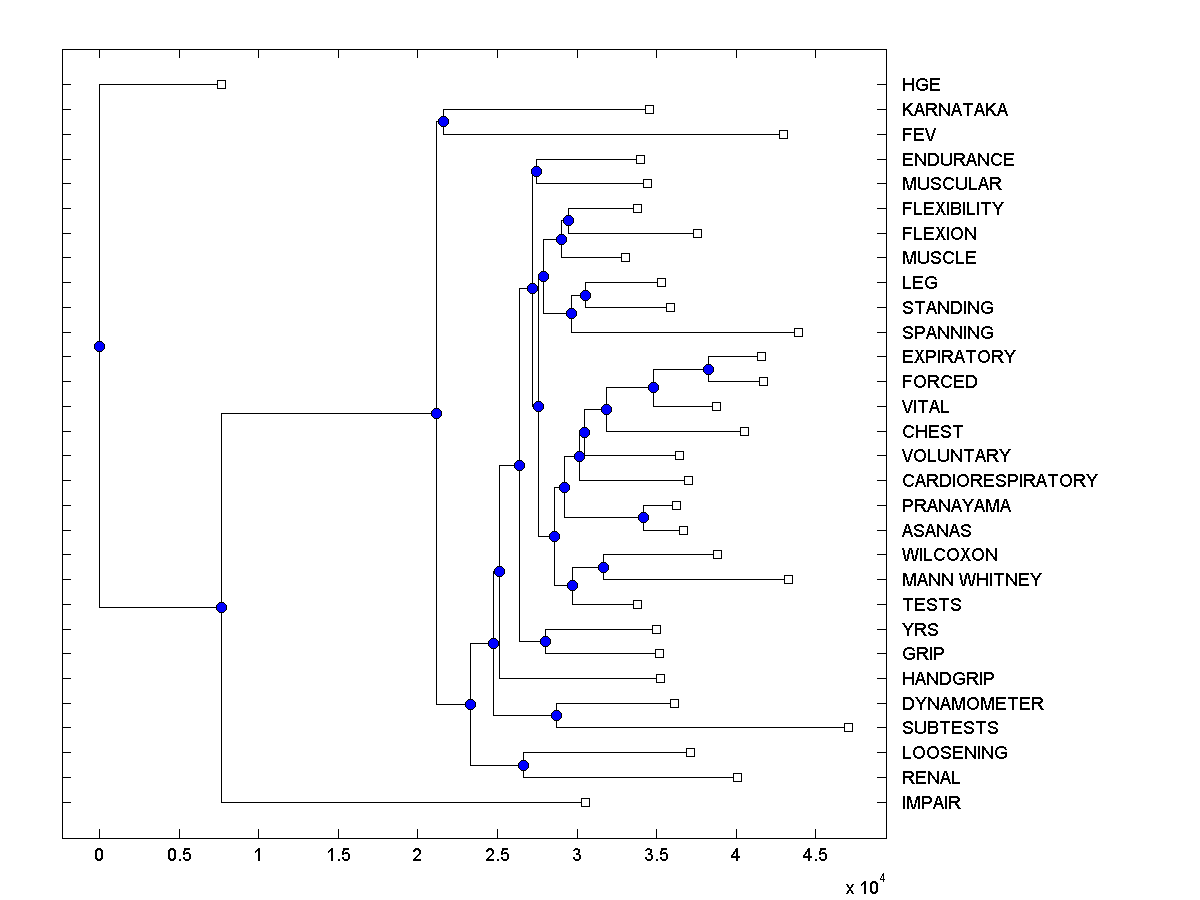 HGE
KARNATAKA
FEV
ENDURANCE
MUSCULAR
FLEXIBILITY
FLEXION
MUSCLE
LEG
STANDING
SPANNING
EXPIRATORY
FORCED
VITAL
CHEST
VOLUNTARY
CARDIORESPIRATORY
PRANAYAMA
ASANAS
WILCOXON
MANN WHITNEY
TESTS
YRS
GRIP
HANDGRIP
DYNAMOMETER
SUBTESTS
LOOSENING
RENAL
IMPAIR
0 0.5 1 1.5 2 2.5 3 3.5 4 4.5
x 10^4